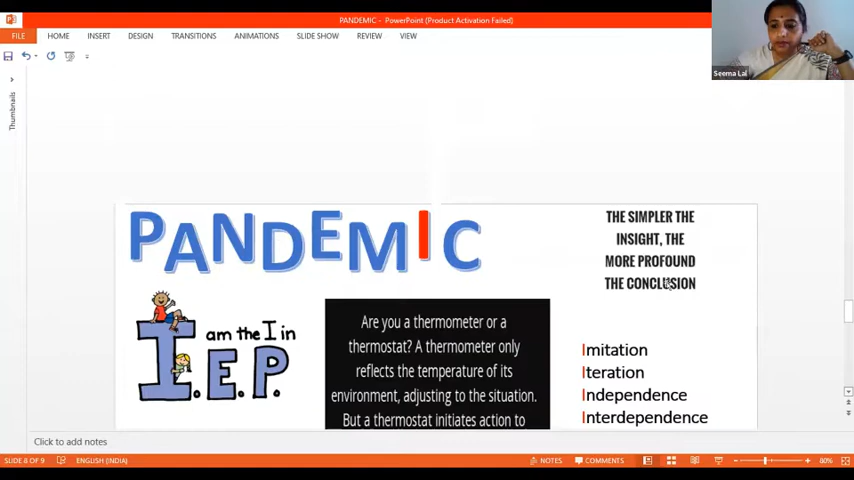 PANDEMIC - PowerPoint (Product Activation Failed)
FILE HOME INSERT DESIGN TRANSITIONS ANIMATIONS SLIDE SHOW REVIEW VIEW
Seema Lal
Thumbnails
PANDEMIC
THE SIMPLER THE
INSIGHT, THE
MORE PROFOUND
THE CONCLUSION
I am the I in
I.E.P.
Are you a thermometer or a
thermostat? A thermometer only
reflects the temperature of its
environment, adjusting to the situation.
But a thermostat initiates action to
Imitation
Iteration
Independence
Interdependence
Click to add notes
SLIDE 8 OF 9 ENGLISH (INDIA) NOTES COMMENTS 80%